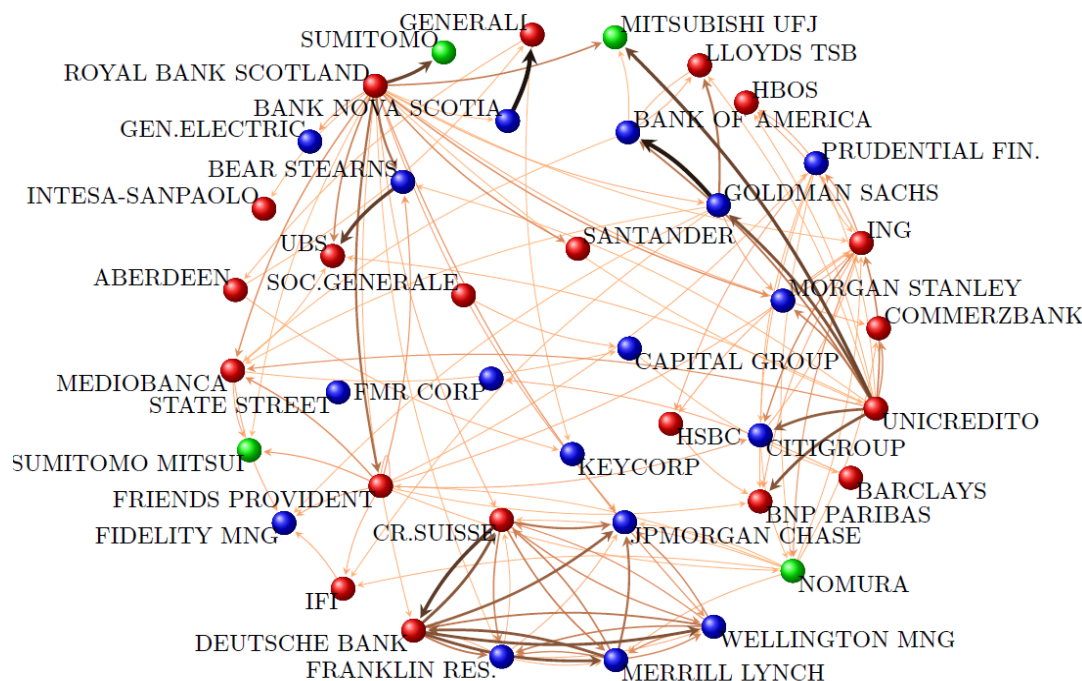 GENERALI
MITSUBISHI UFJ
SUMITOMO
LLOYDS TSB
ROYAL BANK SCOTLAND
HBOS
BANK NOVA SCOTIA
BANK OF AMERICA
GEN.ELECTRIC
PRUDENTIAL FIN.
BEAR STEARNS
GOLDMAN SACHS
INTESA-SANPAOLO
ING
SANTANDER
UBS
ABERDEEN
SOC.GENERALE
MORGAN STANLEY
COMMERZBANK
CAPITAL GROUP
MEDIOBANCA
FMR CORP
STATE STREET
UNICREDITO
HSBC
CITIGROUP
SUMITOMO MITSUI
KEYCORP
BARCLAYS
FRIENDS PROVIDENT
BNP PARIBAS
FIDELITY MNG
CR.SUISSE
JPMORGAN CHASE
NOMURA
IFI
DEUTSCHE BANK
WELLINGTON MNG
FRANKLIN RES.
MERRILL LYNCH